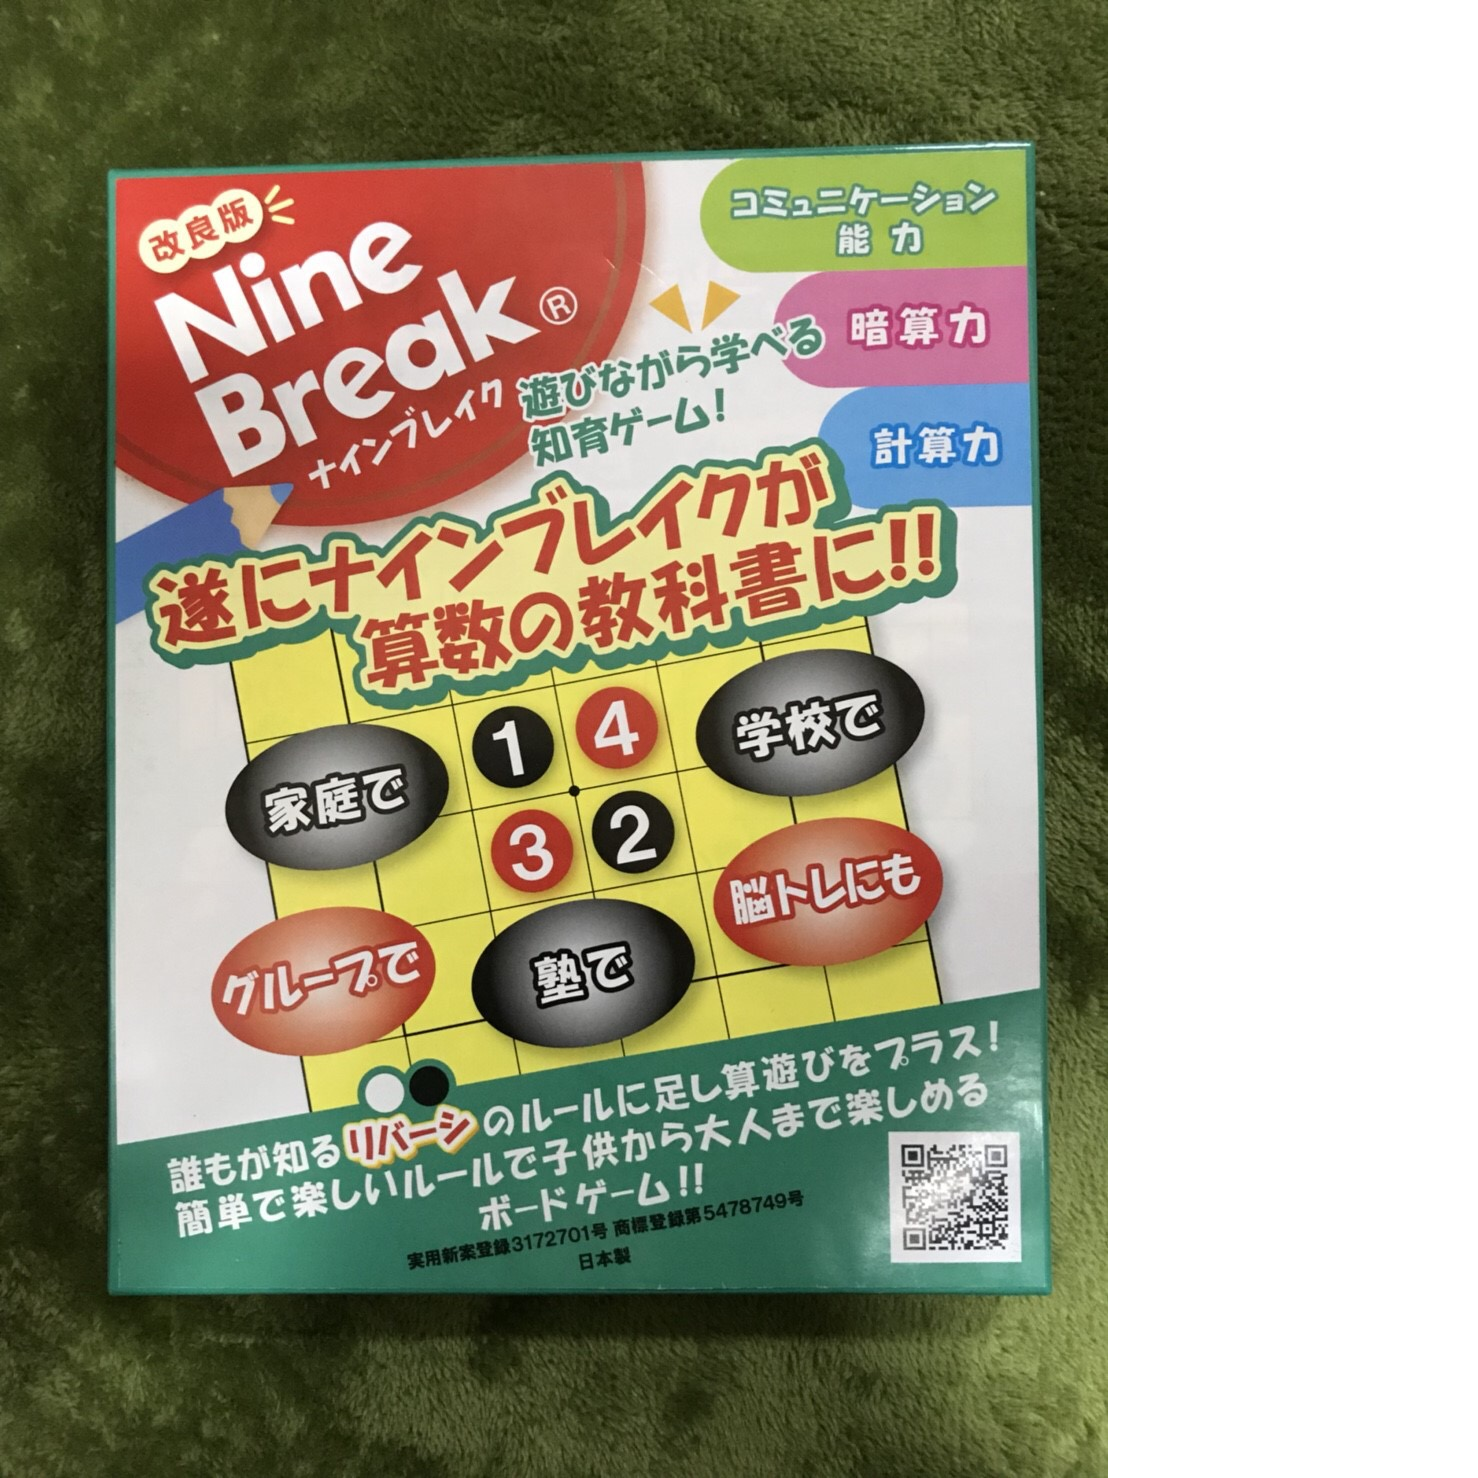 改良版
Nine
Break®
ナインブレイク
コミュニケーション
能力
暗算力
計算力
遊びながら学べる
知育ゲーム!
遂にナインブレイクが
算数の教科書に!!
1
4
3
2
家庭で
学校で
グループで
塾で
脳トレにも
誰もが知るリバーシのルールに足し算遊びをプラス!
簡単で楽しいルールで子供から大人まで楽しめる
ボードゲーム!!
実用新案登録3172701号 商標登録第5478749号
日本製